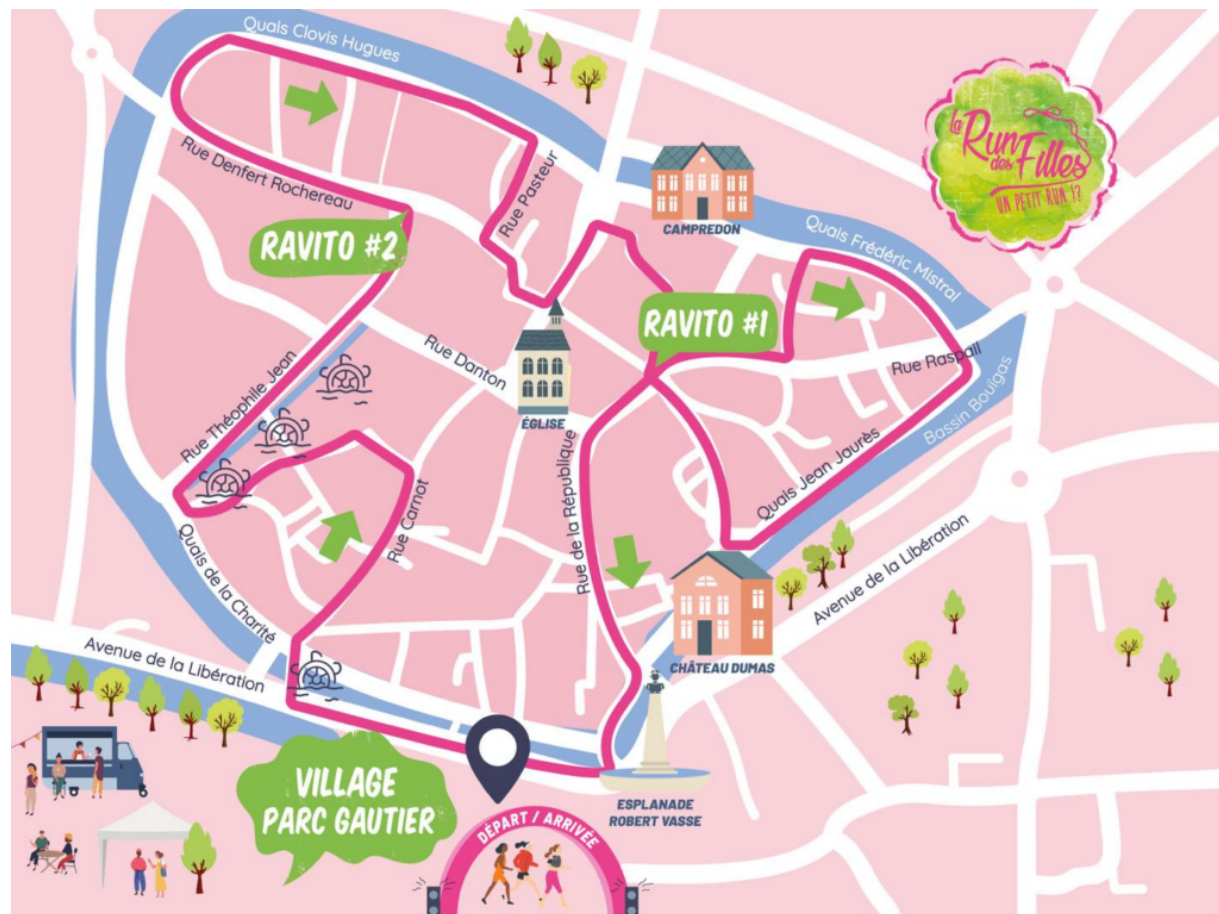 Quais Clovis Hugues
la
Run
des
Filles
UN PETIT RUN !?
Rue Denfert Rochereau
Rue Pasteur
CAMPREDON
RAVITO #2
Quais Frédéric Mistral
RAVITO #1
Rue Danton
Rue Raspail
Rue Théophile Jean
ÉGLISE
Bassin Bouïgas
Rue Carnot
Rue de la République
Quais Jean Jaurès
Quais de la Charité
Avenue de la Libération
Avenue de la Libération
CHÂTEAU DUMAS
VILLAGE
PARC GAUTIER
ESPLANADE
ROBERT VASSE
DÉPART / ARRIVÉE